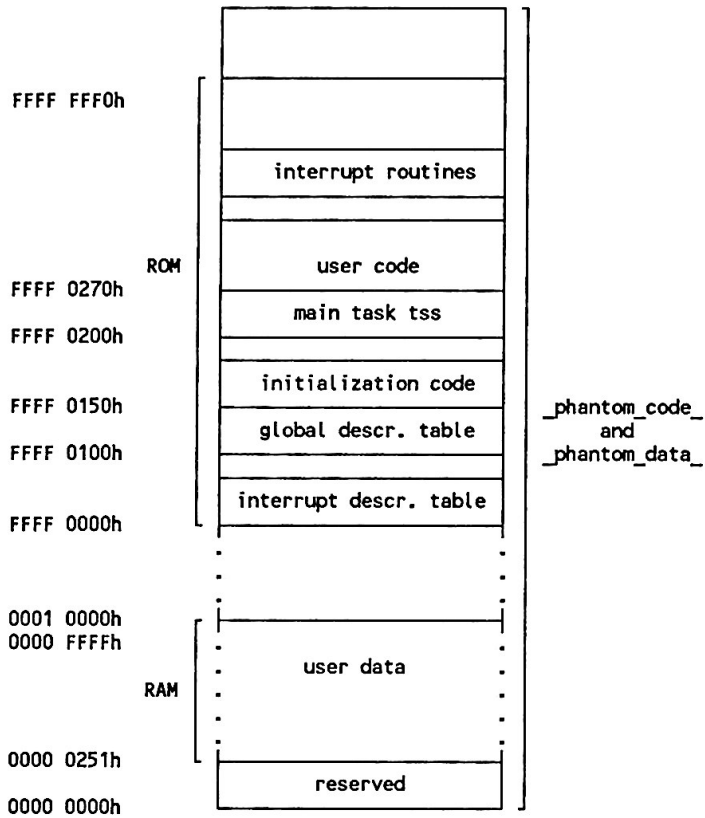 FFFF FFF0h
interrupt routines
ROM
user code
FFFF 0270h
main task tss
FFFF 0200h
initialization code
FFFF 0150h
_phantom_code_
global descr. table
and
FFFF 0100h
_phantom_data_
interrupt descr. table
FFFF 0000h
0001 0000h
0000 FFFFh
user data
RAM
0000 0251h
reserved
0000 0000h